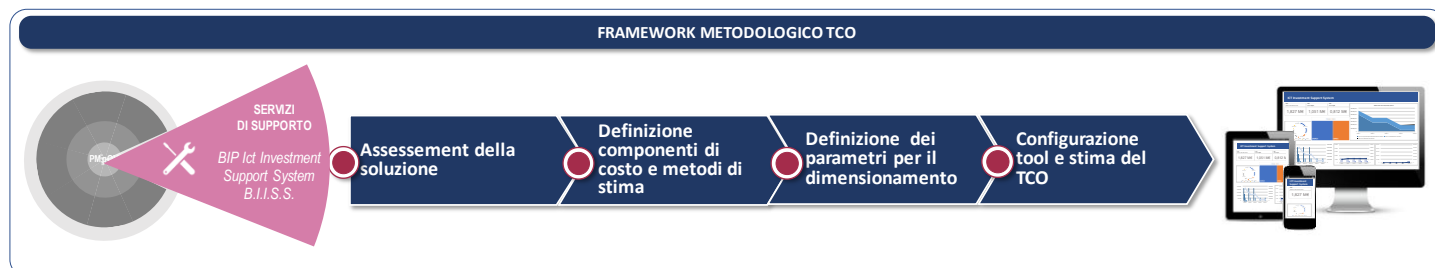 FRAMEWORK METODOLOGICO TCO
SERVIZI
DI SUPPORTO
BIP Ict Investment
Support System
B.I.I.S.S.
Assessement della
soluzione
Definizione
componenti di
costo e metodi di
stima
Definizione dei
parametri per il
dimensionamento
Configurazione
tool e stima del
TCO